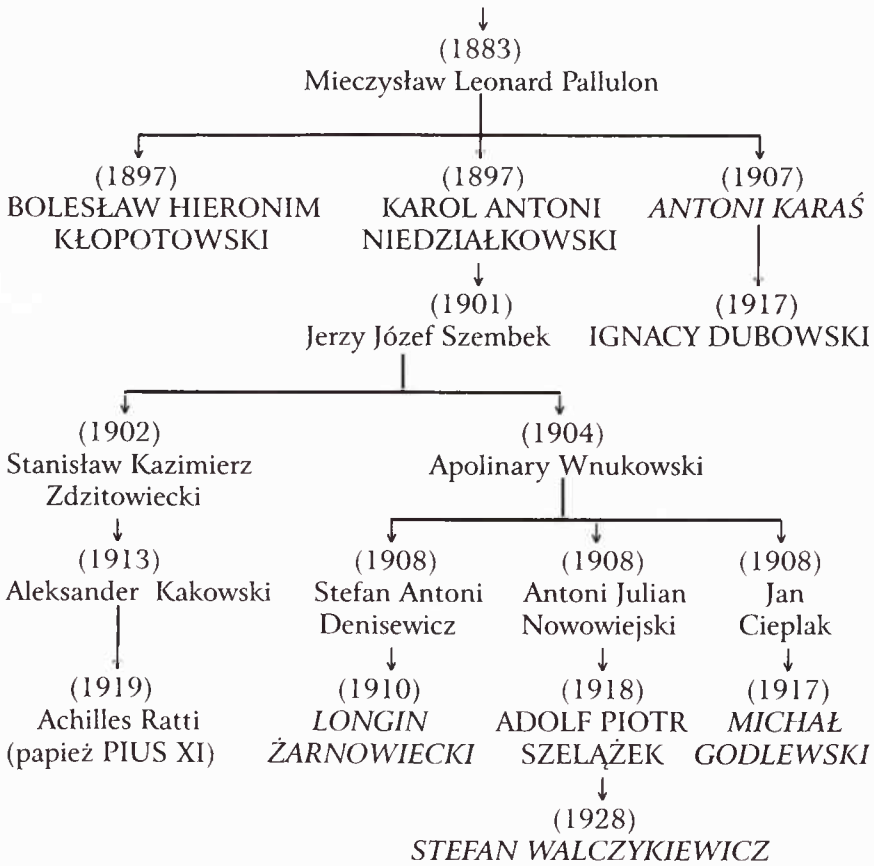 (1883)
Mieczysław Leonard Pallulon
(1897) (1897) (1907)
BOLESŁAW HIERONIM KAROL ANTONI ANTONI KARAŚ
KŁOPOTOWSKI NIEDZIAŁKOWSKI
(1901) (1917)
Jerzy Józef Szembek IGNACY DUBOWSKI
(1902) (1904)
Stanisław Kazimierz Apolinary Wnukowski
Zdzitowiecki
(1913) (1908) (1908) (1908)
Aleksander Kakowski Stefan Antoni Antoni Julian Jan
Denisewicz Nowowiejski Cieplak
(1919) (1910) (1918) (1917)
Achilles Ratti LONGIN ADOLF PIOTR MICHAŁ
(papież PIUS XI) ŻARNOWIECKI SZELĄŻEK GODLEWSKI
(1928)
STEFAN WALCZYKIEWICZ